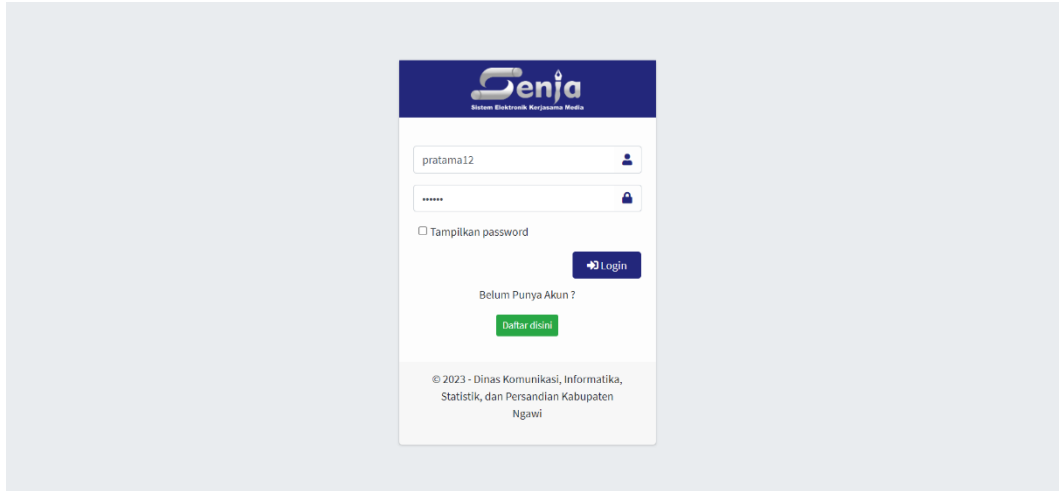 Senja
Sistem Elektronik Kerjasama Media
pratama12
••••••
Tampilkan password
Login
Belum Punya Akun ?
Daftar disini
© 2023 - Dinas Komunikasi, Informatika,
Statistik, dan Persandian Kabupaten
Ngawi